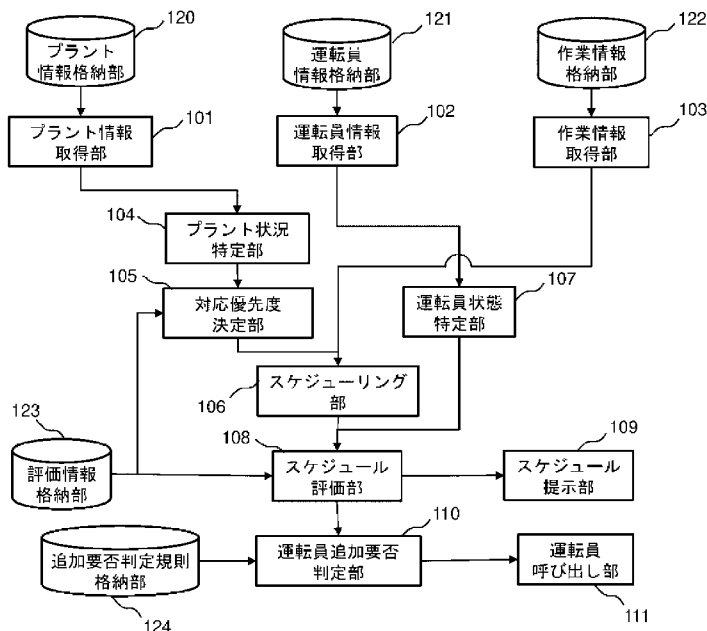 120
プラント
情報格納部
121
運転員
情報格納部
122
作業情報
格納部
101
プラント情報
取得部
102
運転員情報
取得部
103
作業情報
取得部
104
プラント状況
特定部
105
対応優先度
決定部
107
運転員状態
特定部
スケジューリング
部
106
123
評価情報
格納部
108
スケジュール
評価部
109
スケジュール
提示部
追加要否判定規則
格納部
124
110
運転員追加要否
判定部
運転員
呼び出し部
111